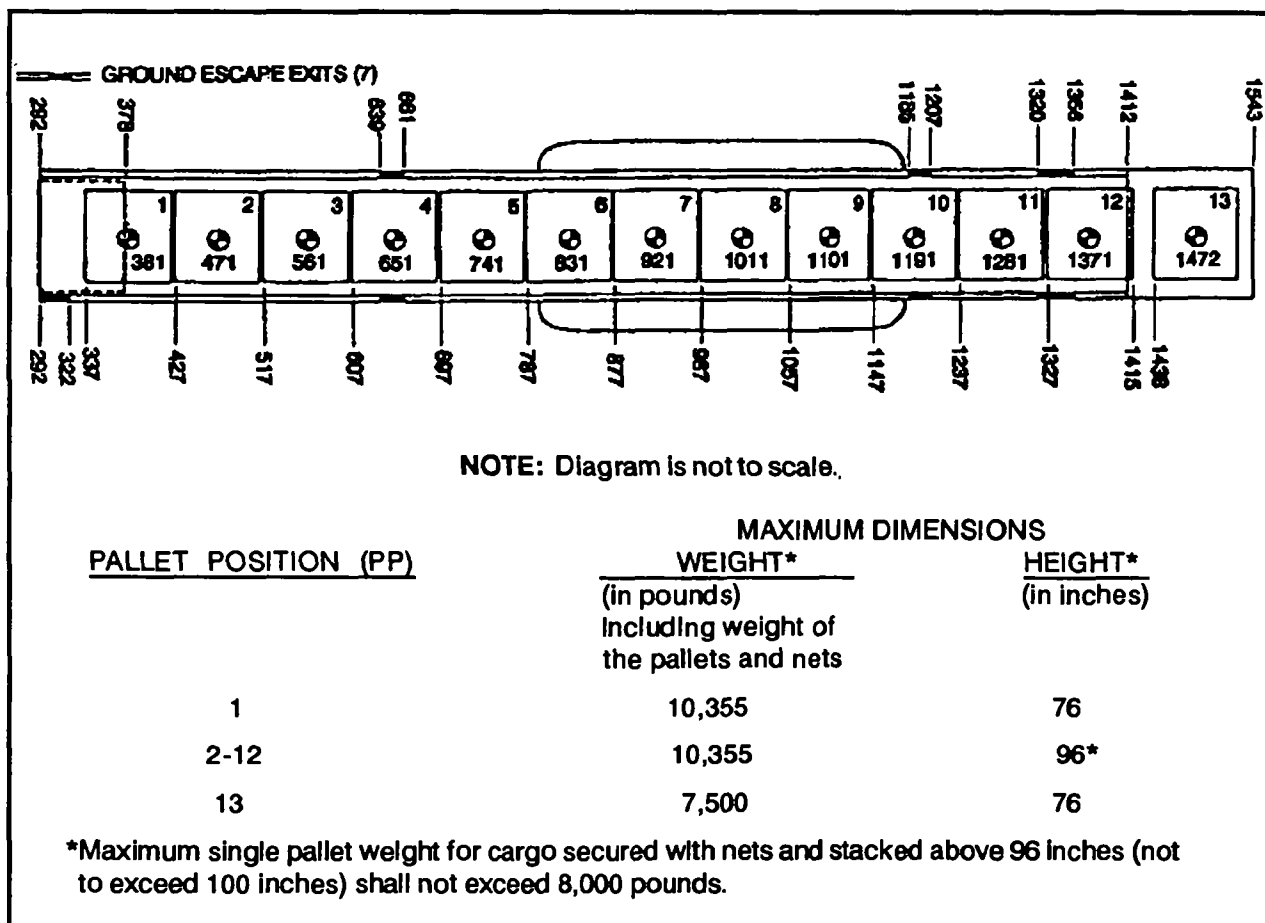 GROUND ESCAPE EXITS (7)
292 378 639 661 1185 1207 1320 1356 1412 1543
1 2 3 4 5 6 7 8 9 10 11 12 13
381 471 561 651 741 831 921 1011 1101 1191 1281 1371 1472
292 322 337 427 517 607 697 787 877 967 1057 1147 1237 1327 1415 1438
NOTE: Diagram is not to scale.
MAXIMUM DIMENSIONS
PALLET POSITION (PP) WEIGHT* HEIGHT*
(in pounds) (in inches)
Including weight of
the pallets and nets
1 10,355 76
2-12 10,355 96*
13 7,500 76
*Maximum single pallet weight for cargo secured with nets and stacked above 96 inches (not
to exceed 100 inches) shall not exceed 8,000 pounds.